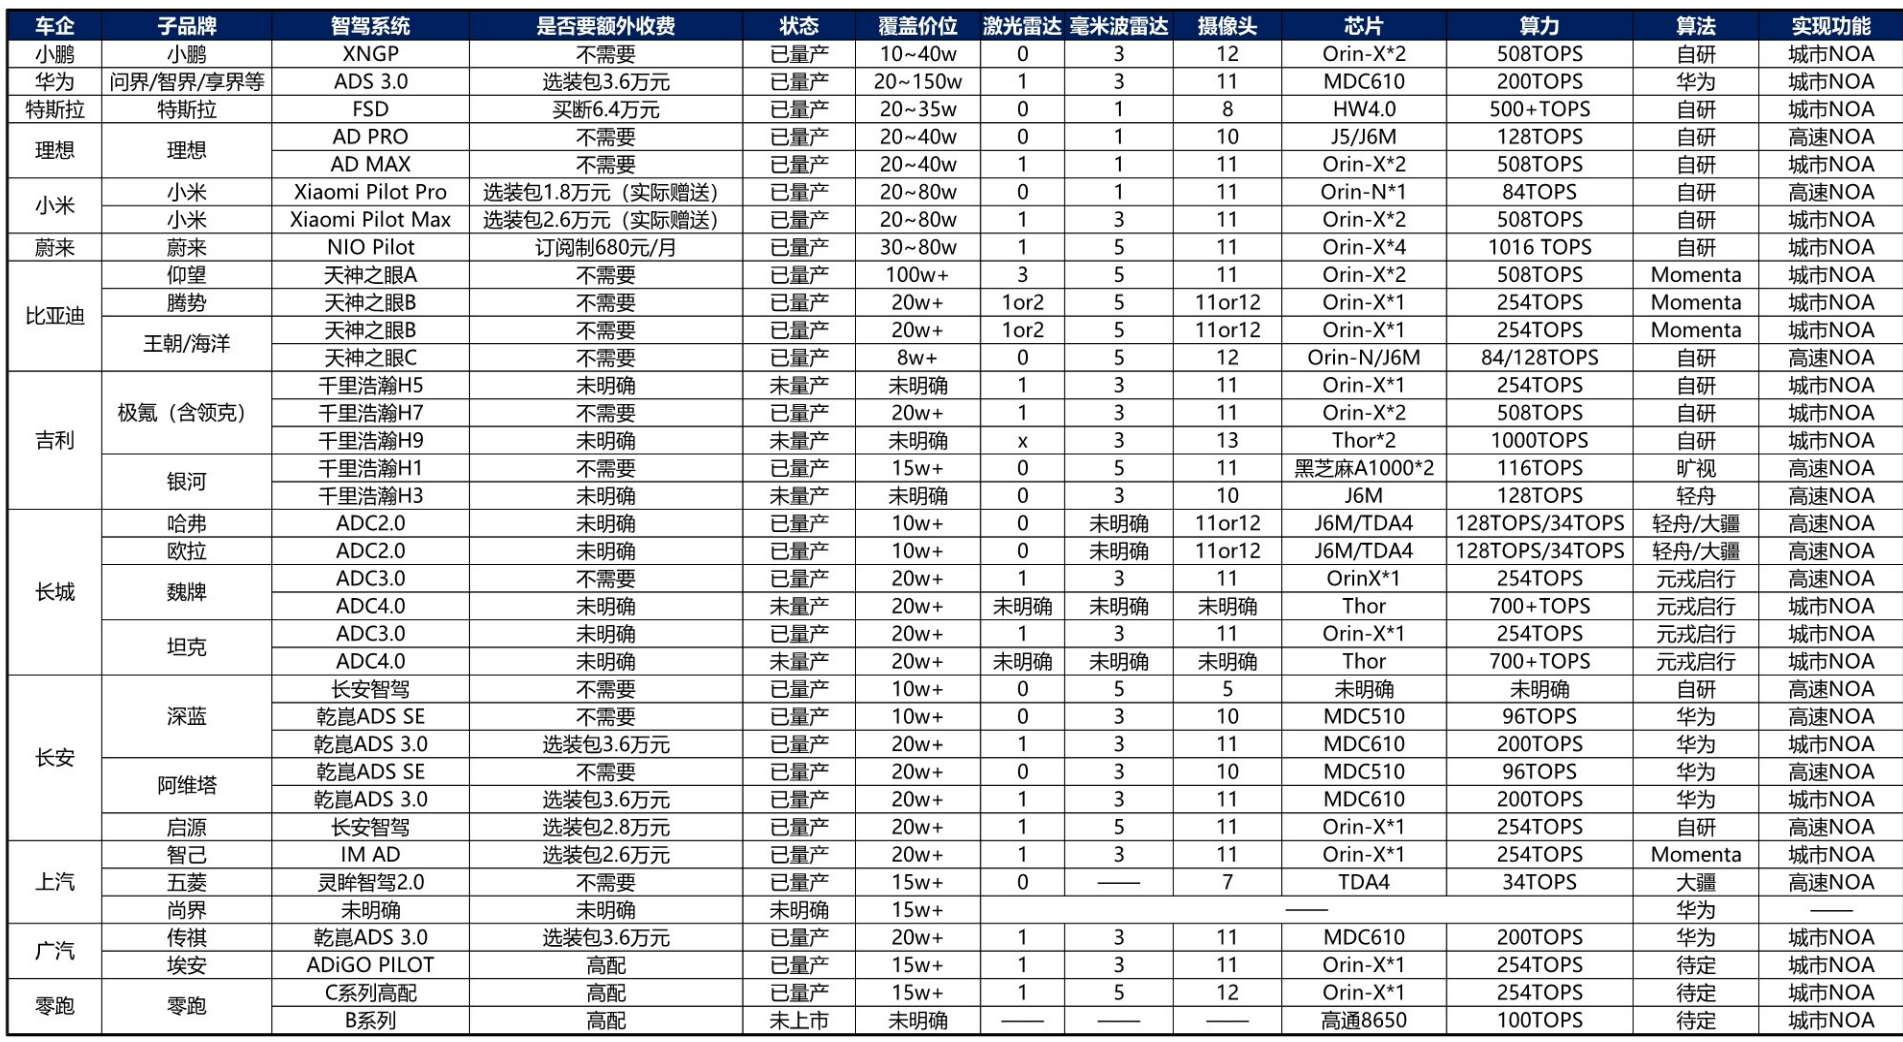 车企 子品牌 智驾系统 是否要额外收费 状态 覆盖价位 激光雷达 毫米波雷达 摄像头 芯片 算力 算法 实现功能
小鹏 小鹏 XNGP 不需要 已量产 10~40w 0 3 12 Orin-X*2 508TOPS 自研 城市NOA
华为 问界/智界/享界等 ADS 3.0 选装包3.6万元 已量产 20~150w 1 3 11 MDC610 200TOPS 华为 城市NOA
特斯拉 特斯拉 FSD 买断6.4万元 已量产 20~35w 0 1 8 HW4.0 500+TOPS 自研 城市NOA
理想 理想 AD PRO 不需要 已量产 20~40w 0 1 10 J5/J6M 128TOPS 自研 高速NOA
AD MAX 不需要 已量产 20~40w 1 1 11 Orin-X*2 508TOPS 自研 城市NOA
小米 小米 Xiaomi Pilot Pro 选装包1.8万元（实际赠送） 已量产 20~80w 0 1 11 Orin-N*1 84TOPS 自研 高速NOA
小米 Xiaomi Pilot Max 选装包2.6万元（实际赠送） 已量产 20~80w 1 3 11 Orin-X*2 508TOPS 自研 城市NOA
蔚来 蔚来 NIO Pilot 订阅制680元/月 已量产 30~80w 1 5 11 Orin-X*4 1016 TOPS 自研 城市NOA
比亚迪 仰望 天神之眼A 不需要 已量产 100w+ 3 5 11 Orin-X*2 508TOPS Momenta 城市NOA
腾势 天神之眼B 不需要 已量产 20w+ 1or2 5 11or12 Orin-X*1 254TOPS Momenta 城市NOA
王朝/海洋 天神之眼B 不需要 已量产 20w+ 1or2 5 11or12 Orin-X*1 254TOPS Momenta 城市NOA
天神之眼C 不需要 已量产 8w+ 0 5 12 Orin-N/J6M 84/128TOPS 自研 高速NOA
吉利 极氪（含领克） 千里浩瀚H5 未明确 未量产 未明确 1 3 11 Orin-X*1 254TOPS 自研 城市NOA
千里浩瀚H7 不需要 已量产 20w+ 1 3 11 Orin-X*2 508TOPS 自研 城市NOA
千里浩瀚H9 未明确 未量产 未明确 x 3 13 Thor*2 1000TOPS 自研 城市NOA
银河 千里浩瀚H1 不需要 已量产 15w+ 0 5 11 黑芝麻A1000*2 116TOPS 旷视 高速NOA
千里浩瀚H3 未明确 未量产 未明确 0 3 10 J6M 128TOPS 轻舟 高速NOA
长城 哈弗 ADC2.0 未明确 已量产 10w+ 0 未明确 11or12 J6M/TDA4 128TOPS/34TOPS 轻舟/大疆 高速NOA
欧拉 ADC2.0 未明确 已量产 10w+ 0 未明确 11or12 J6M/TDA4 128TOPS/34TOPS 轻舟/大疆 高速NOA
魏牌 ADC3.0 不需要 已量产 20w+ 1 3 11 OrinX*1 254TOPS 元戎启行 高速NOA
ADC4.0 未明确 未量产 20w+ 未明确 未明确 未明确 Thor 700+TOPS 元戎启行 城市NOA
坦克 ADC3.0 未明确 已量产 20w+ 1 3 11 Orin-X*1 254TOPS 元戎启行 城市NOA
ADC4.0 未明确 未量产 20w+ 未明确 未明确 未明确 Thor 700+TOPS 元戎启行 城市NOA
长安 深蓝 长安智驾 不需要 已量产 10w+ 0 5 5 未明确 未明确 自研 高速NOA
乾崑ADS SE 不需要 已量产 10w+ 0 3 10 MDC510 96TOPS 华为 高速NOA
乾崑ADS 3.0 选装包3.6万元 已量产 20w+ 1 3 11 MDC610 200TOPS 华为 城市NOA
阿维塔 乾崑ADS SE 不需要 已量产 20w+ 0 3 10 MDC510 96TOPS 华为 高速NOA
乾崑ADS 3.0 选装包3.6万元 已量产 20w+ 1 3 11 MDC610 200TOPS 华为 城市NOA
启源 长安智驾 选装包2.8万元 已量产 20w+ 1 5 11 Orin-X*1 254TOPS 自研 高速NOA
上汽 智己 IM AD 选装包2.6万元 已量产 20w+ 1 3 11 Orin-X*1 254TOPS Momenta 城市NOA
五菱 灵眸智驾2.0 不需要 已量产 15w+ 0 —— 7 TDA4 34TOPS 大疆 高速NOA
尚界 未明确 未明确 未明确 15w+ —— 华为 ——
广汽 传祺 乾崑ADS 3.0 选装包3.6万元 已量产 20w+ 1 3 11 MDC610 200TOPS 华为 城市NOA
埃安 ADiGO PILOT 高配 已量产 15w+ 1 3 11 Orin-X*1 254TOPS 待定 城市NOA
零跑 零跑 C系列高配 高配 已量产 15w+ 1 5 12 Orin-X*1 254TOPS 待定 城市NOA
B系列 高配 未上市 未明确 —— —— —— 高通8650 100TOPS 待定 城市NOA